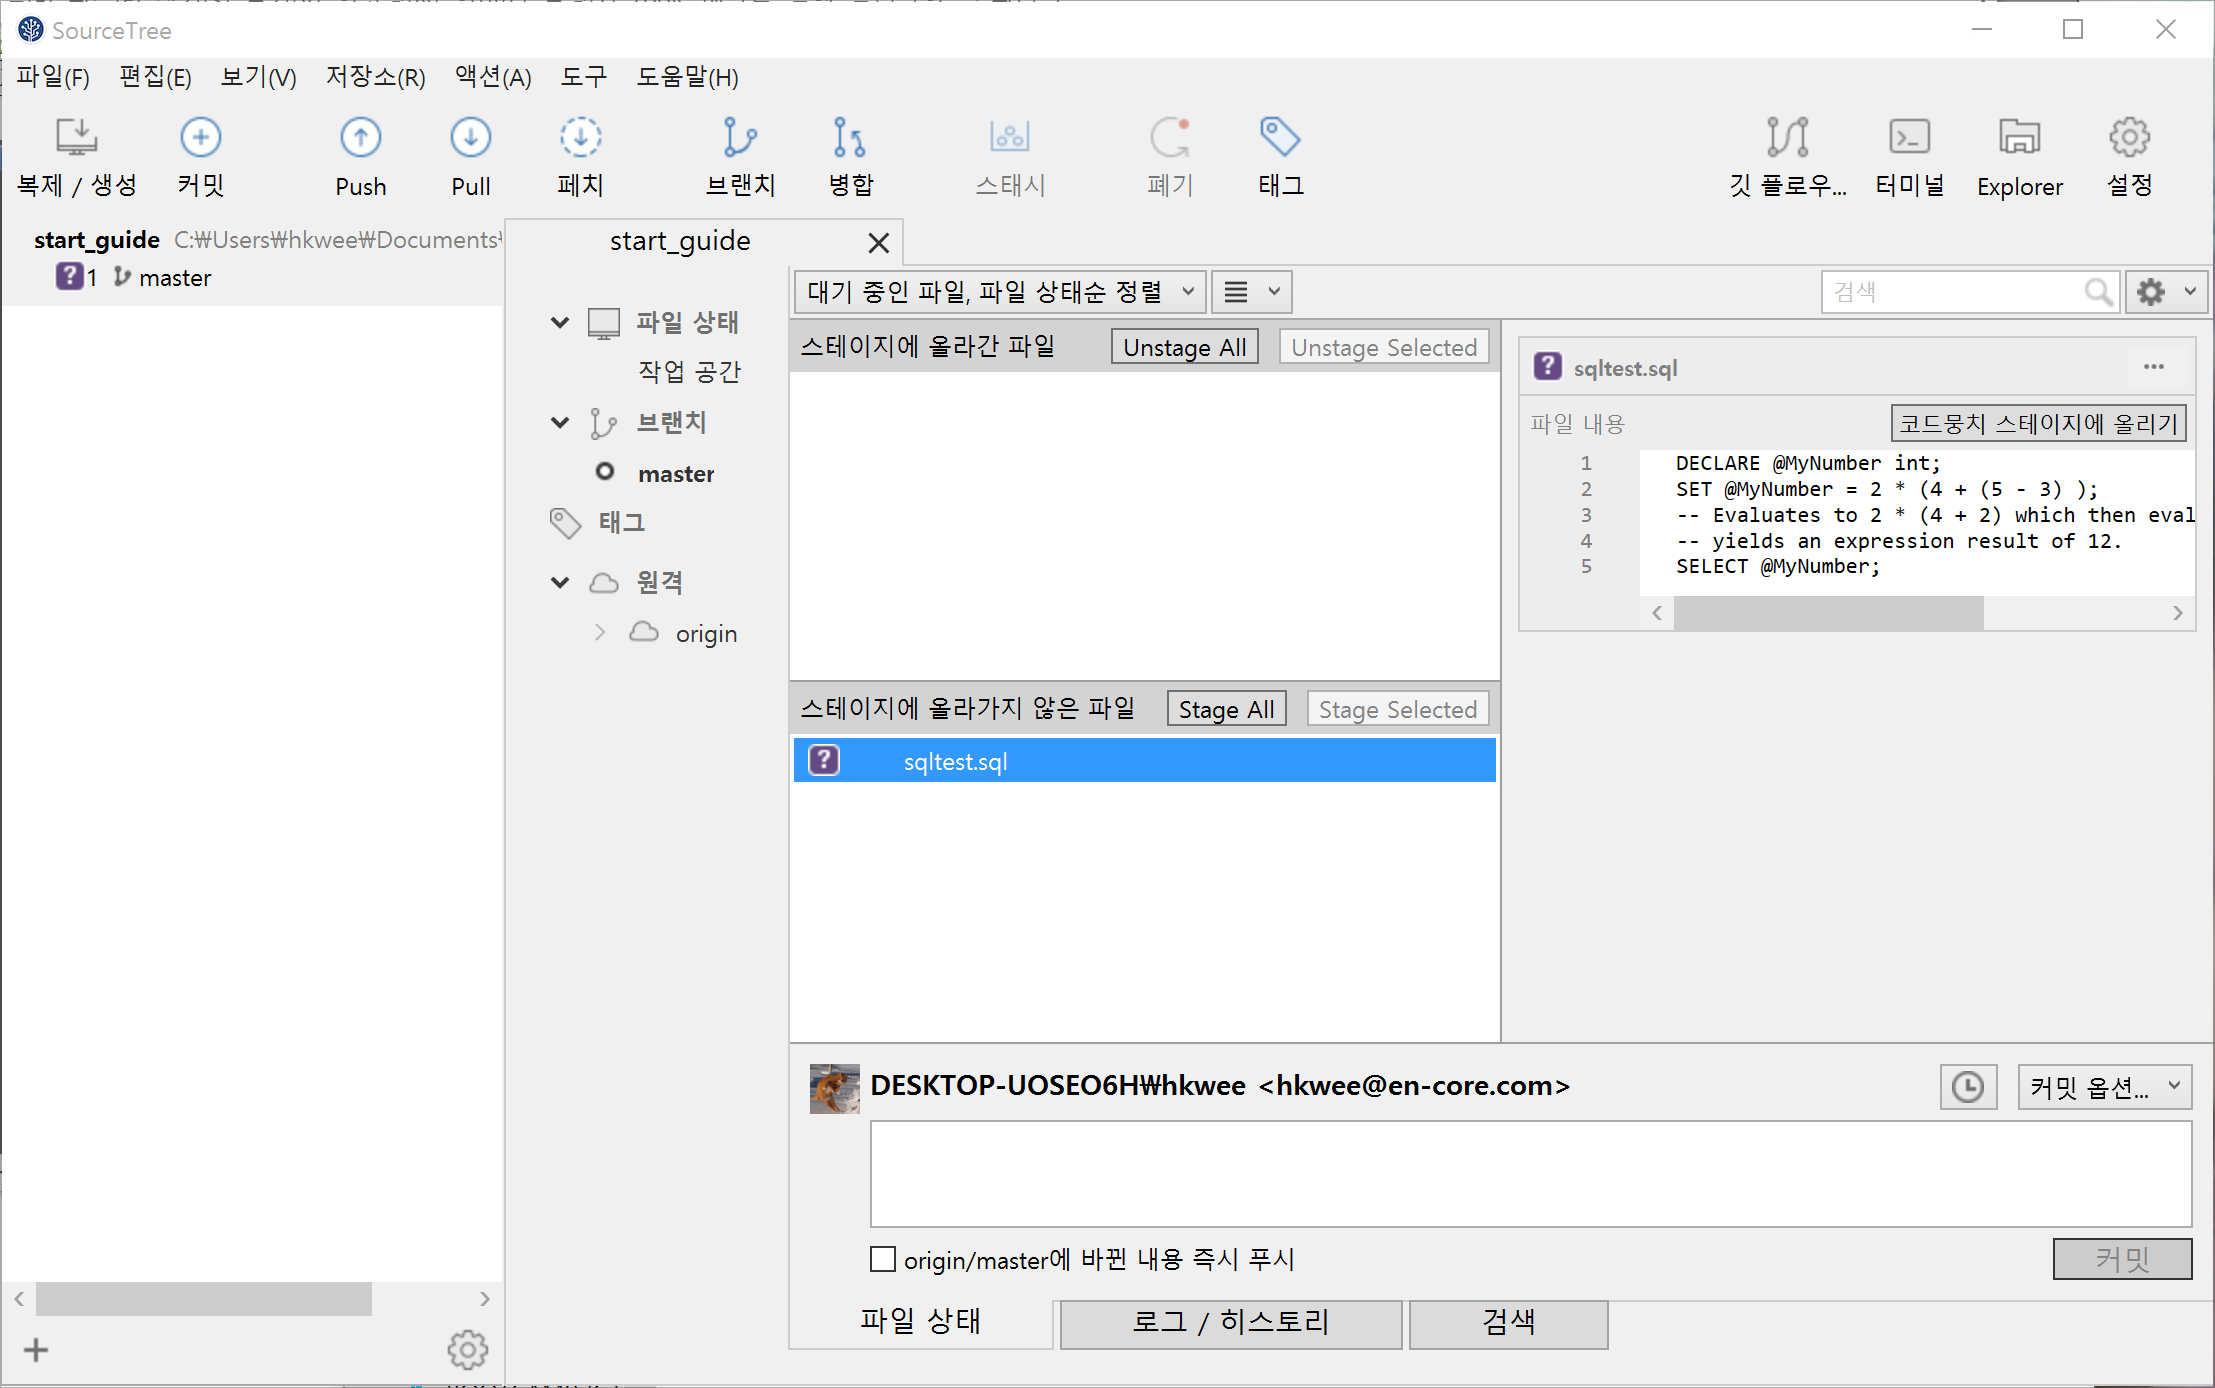 SourceTree
파일(F) 편집(E) 보기(V) 저장소(R) 액션(A) 도구 도움말(H)
복제 / 생성 커밋 Push Pull 페치 브랜치 병합 스태시 폐기 태그 깃 플로우... 터미널 Explorer 설정
start_guide C:₩Users₩hkwee₩Documents₩
1 master
start_guide
파일 상태
작업 공간
브랜치
master
태그
원격
origin
대기 중인 파일, 파일 상태순 정렬
검색
스테이지에 올라간 파일 Unstage All Unstage Selected
스테이지에 올라가지 않은 파일 Stage All Stage Selected
sqltest.sql
sqltest.sql
파일 내용 코드뭉치 스테이지에 올리기
1 DECLARE @MyNumber int;
2 SET @MyNumber = 2 * (4 + (5 - 3) );
3 -- Evaluates to 2 * (4 + 2) which then eval
4 -- yields an expression result of 12.
5 SELECT @MyNumber;
DESKTOP-UOSEO6H₩hkwee <hkwee@en-core.com>
커밋 옵션...
origin/master에 바뀐 내용 즉시 푸시
커밋
파일 상태 로그 / 히스토리 검색